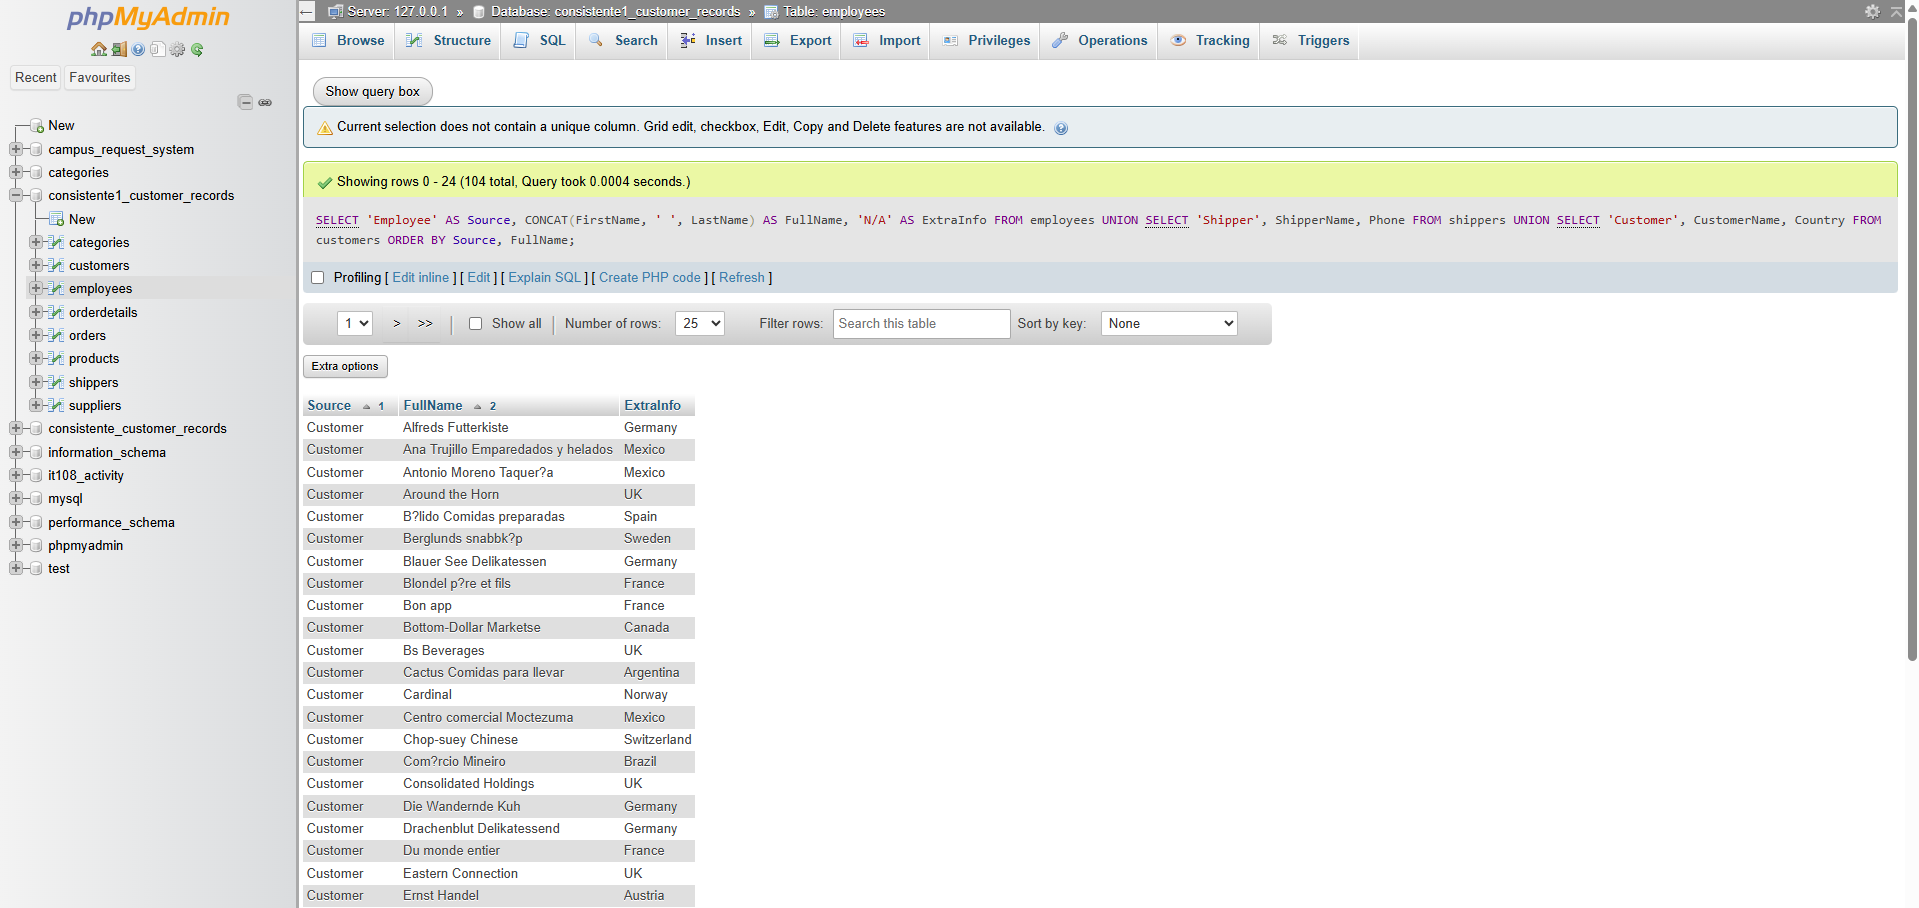 phpMyAdmin
Recent Favourites
New
campus_request_system
categories
consistente1_customer_records
New
categories
customers
employees
orderdetails
orders
products
shippers
suppliers
consistente_customer_records
information_schema
it108_activity
mysql
performance_schema
phpmyadmin
test
Server: 127.0.0.1 » Database: consistente1_customer_records » Table: employees
Browse Structure SQL Search Insert Export Import Privileges Operations Tracking Triggers
Show query box
Current selection does not contain a unique column. Grid edit, checkbox, Edit, Copy and Delete features are not available.
Showing rows 0 - 24 (104 total, Query took 0.0004 seconds.)
SELECT 'Employee' AS Source, CONCAT(FirstName, ' ', LastName) AS FullName, 'N/A' AS ExtraInfo FROM employees UNION SELECT 'Shipper', ShipperName, Phone FROM shippers UNION SELECT 'Customer', CustomerName, Country FROM
customers ORDER BY Source, FullName;
Profiling [ Edit inline ] [ Edit ] [ Explain SQL ] [ Create PHP code ] [ Refresh ]
1 > >> | Show all | Number of rows: 25 Filter rows: Search this table Sort by key: None
Extra options
Source 1 FullName 2 ExtraInfo
Customer Alfreds Futterkiste Germany
Customer Ana Trujillo Emparedados y helados Mexico
Customer Antonio Moreno Taquer?a Mexico
Customer Around the Horn UK
Customer B?lido Comidas preparadas Spain
Customer Berglunds snabbk?p Sweden
Customer Blauer See Delikatessen Germany
Customer Blondel p?re et fils France
Customer Bon app France
Customer Bottom-Dollar Marketse Canada
Customer Bs Beverages UK
Customer Cactus Comidas para llevar Argentina
Customer Cardinal Norway
Customer Centro comercial Moctezuma Mexico
Customer Chop-suey Chinese Switzerland
Customer Com?rcio Mineiro Brazil
Customer Consolidated Holdings UK
Customer Die Wandernde Kuh Germany
Customer Drachenblut Delikatessend Germany
Customer Du monde entier France
Customer Eastern Connection UK
Customer Ernst Handel Austria